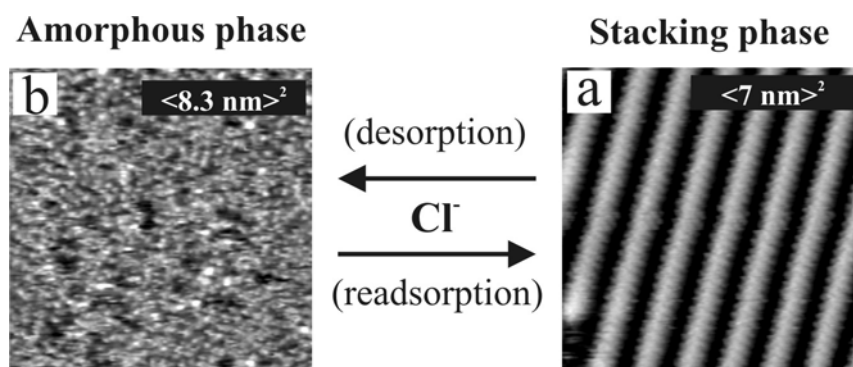 Amorphous phase
Stacking phase
b
<8.3 nm>²
a
<7 nm>²
(desorption)
Cl⁻
(readsorption)